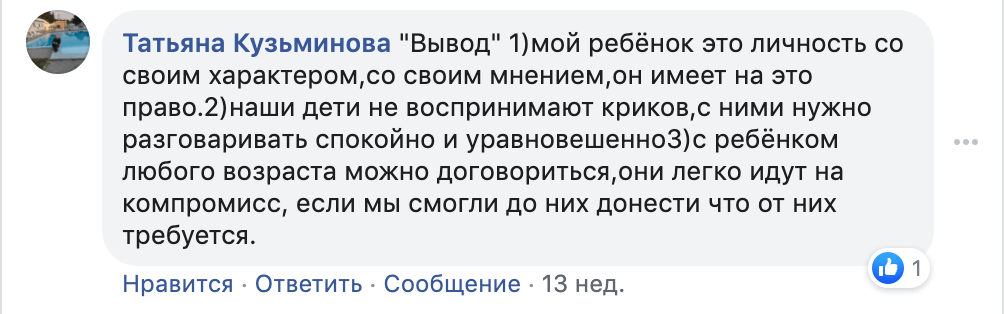 Татьяна Кузьминова "Вывод" 1)мой ребёнок это личность со
своим характером,со своим мнением,он имеет на это
право.2)наши дети не воспринимают криков,с ними нужно
разговаривать спокойно и уравновешенно3)с ребёнком
любого возраста можно договориться,они легко идут на
компромисс, если мы смогли до них донести что от них
требуется.
1
Нравится · Ответить · Сообщение · 13 нед.